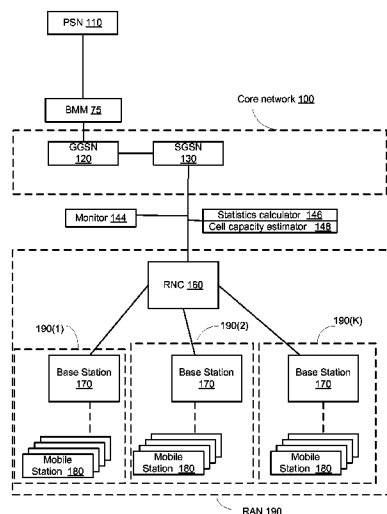 PSN 110
BMM 75
Core network 100
GGSN
120
SGSN
130
Monitor 144
Statistics calculator 146
Cell capacity estimator 148
RNC 160
190(1)
190(2)
190(K)
Base Station
170
Base Station
170
Base Station
170
Mobile
Station 180
Mobile
Station 180
Mobile
Station 180
RAN 190